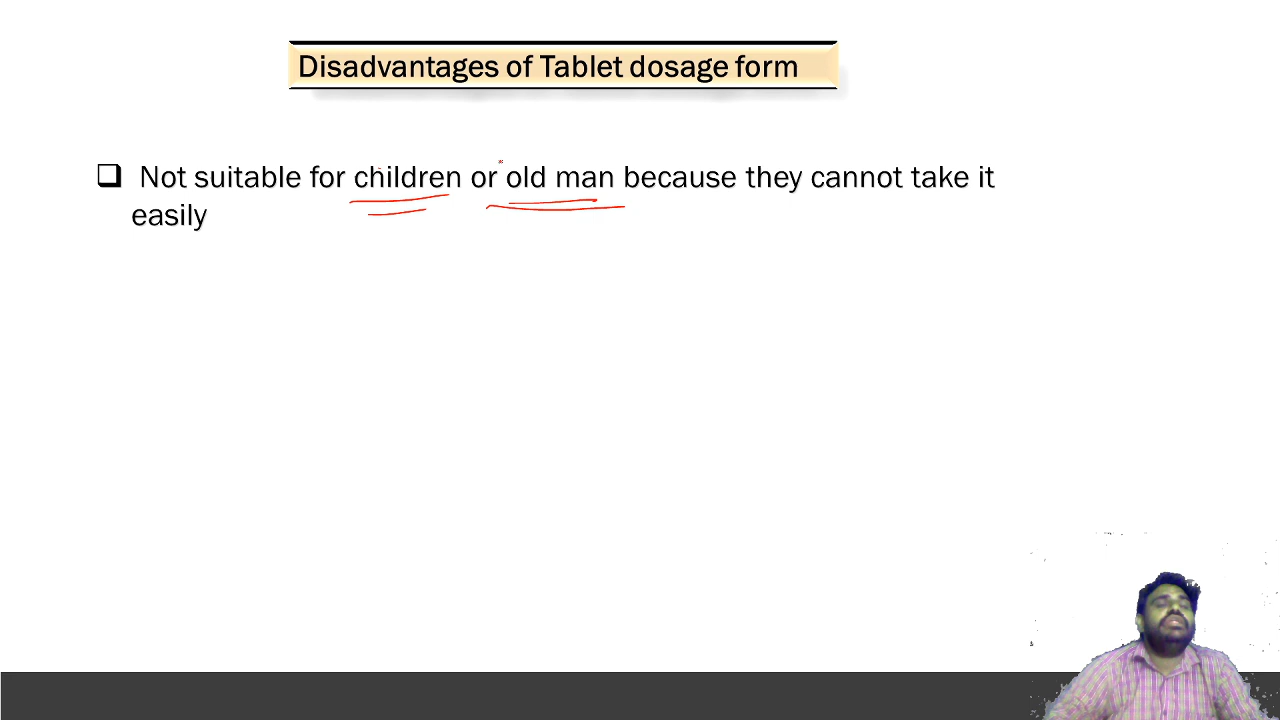 Disadvantages of Tablet dosage form
Not suitable for children or old man because they cannot take it
easily